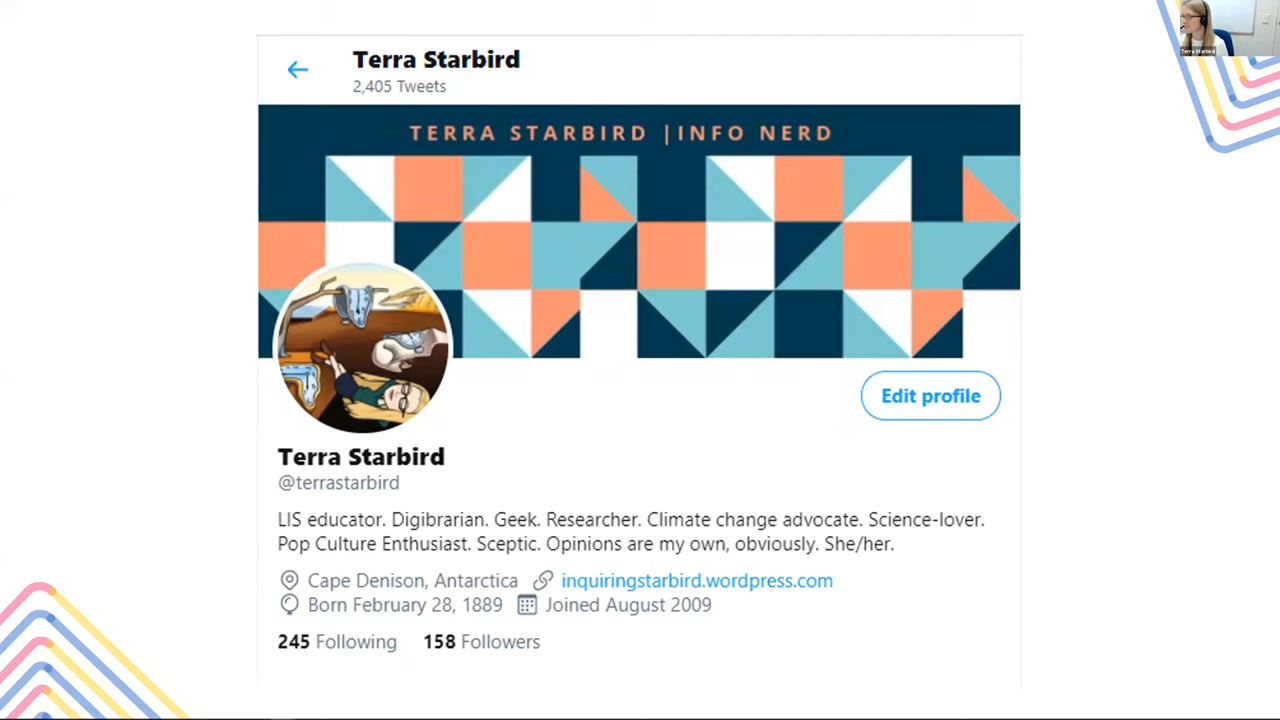 Terra Starbird
2,405 Tweets
TERRA STARBIRD |INFO NERD
Edit profile
Terra Starbird
@terrastarbird
LIS educator. Digibrarian. Geek. Researcher. Climate change advocate. Science-lover.
Pop Culture Enthusiast. Sceptic. Opinions are my own, obviously. She/her.
Cape Denison, Antarctica inquiringstarbird.wordpress.com
Born February 28, 1889 Joined August 2009
245 Following 158 Followers
Terra Starbird